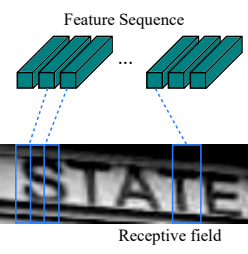 Feature Sequence
...
STATE
Receptive field